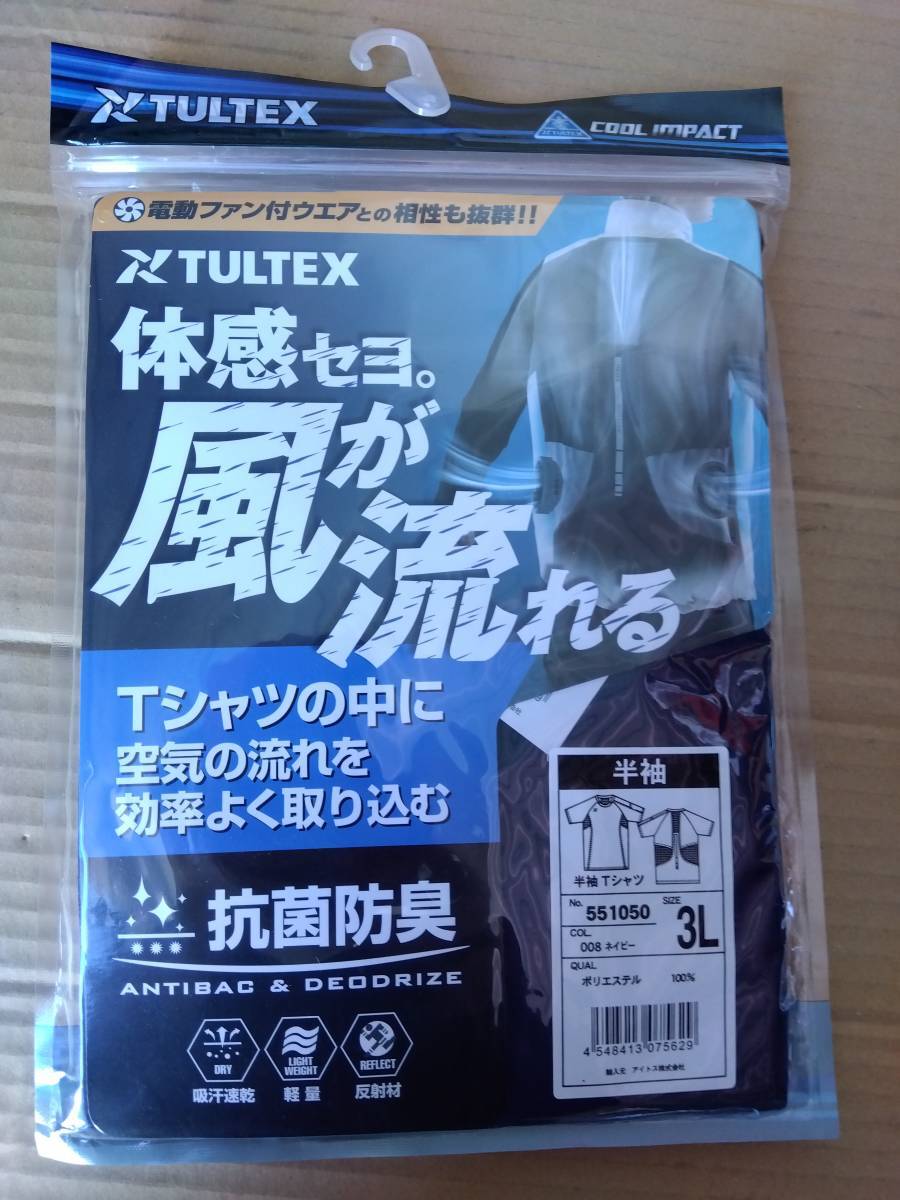 TULTEX
TULTEX
COOL IMPACT
電動ファン付ウエアとの相性も抜群!!
TULTEX
体感セヨ。
風が
流れる
Tシャツの中に
空気の流れを
効率よく取り込む
抗菌防臭
ANTIBAC & DEODRIZE
DRY
LIGHT WEIGHT
REFLECT
吸汗速乾
軽量
反射材
半袖
半袖 Tシャツ
No. 551050
SIZE 3L
COL. 008 ネイビー
QUAL
ポリエステル 100%
4 548413 075629
輸入元 アイトス株式会社